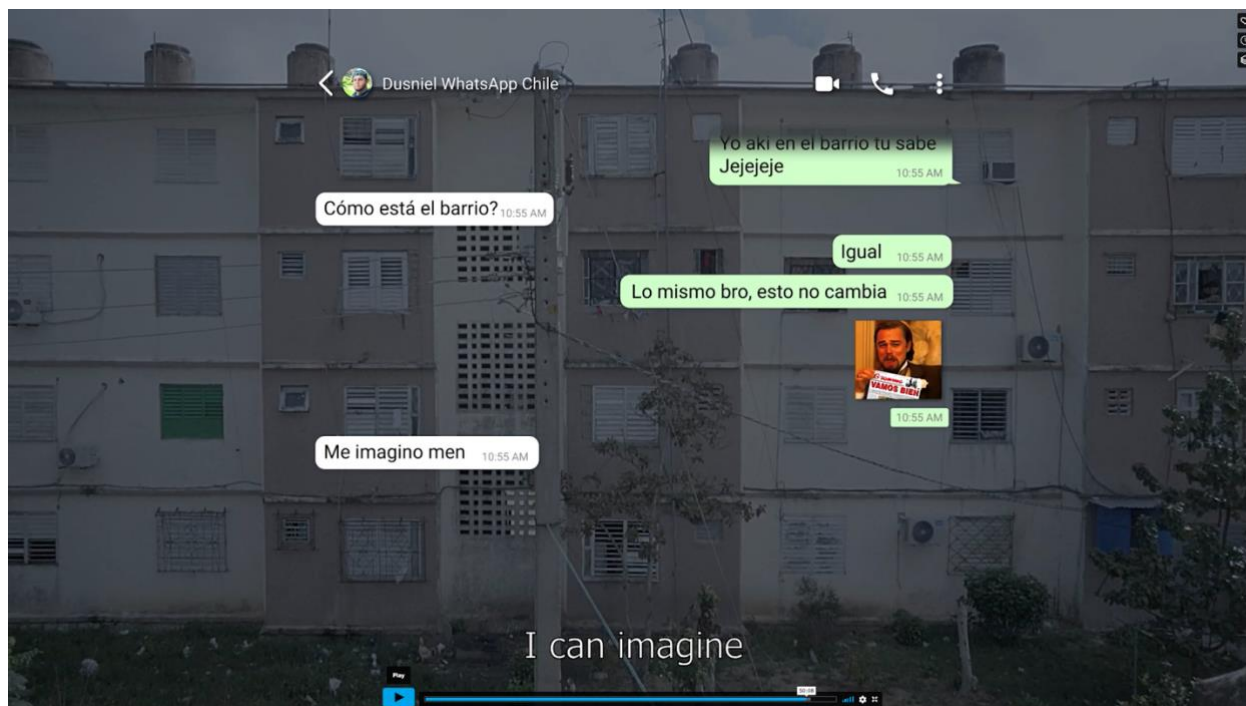 Dusniel WhatsApp Chile
Yo aki en el barrio tu sabe
Jejejeje
10:55 AM
Cómo está el barrio? 10:55 AM
Igual 10:55 AM
Lo mismo bro, esto no cambia 10:55 AM
VAMOS BIEN
10:55 AM
Me imagino men 10:55 AM
I can imagine
Play